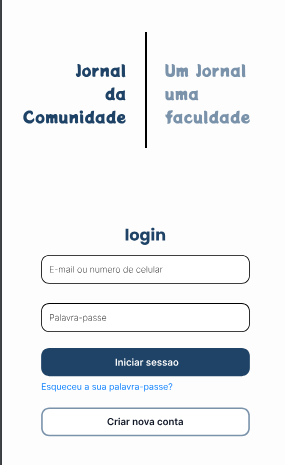 Jornal
da
Comunidade
Um Jornal
uma
faculdade
login
E-mail ou numero de celular
Palavra-passe
Iniciar sessao
Esqueceu a sua palavra-passe?
Criar nova conta